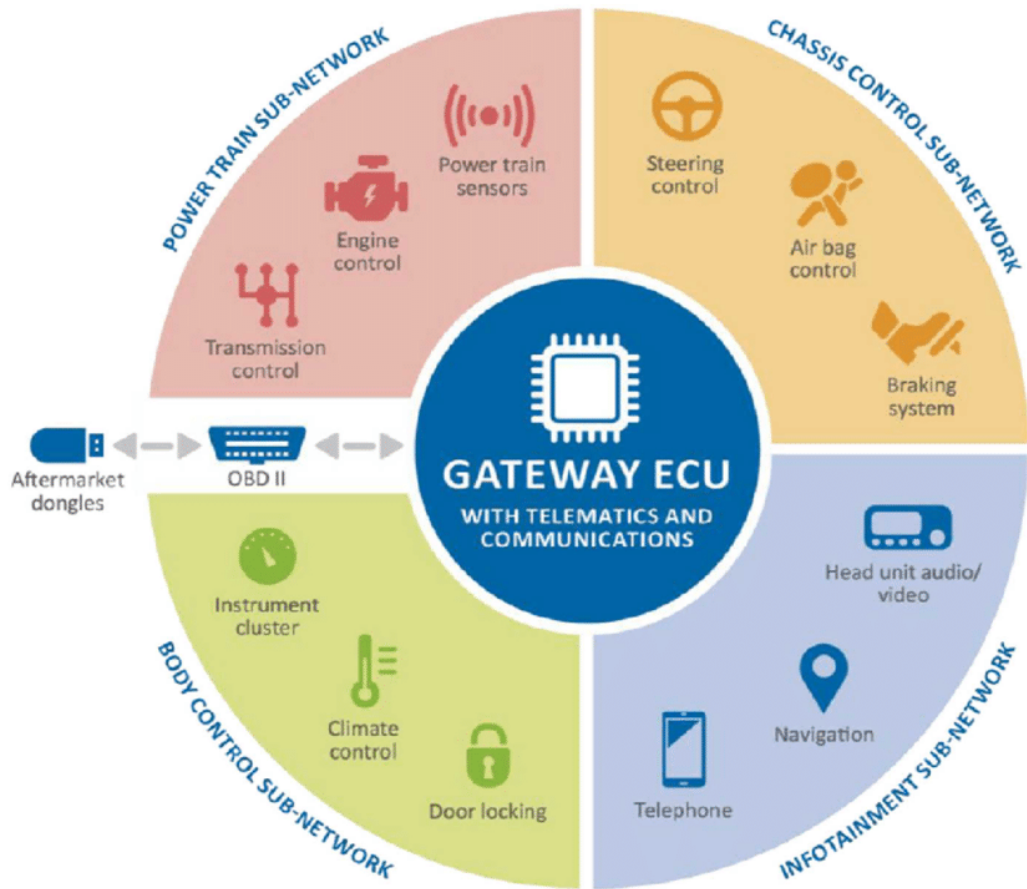 POWER TRAIN SUB-NETWORK
Power train
sensors
Engine
control
Transmission
control
CHASSIS CONTROL SUB-NETWORK
Steering
control
Air bag
control
Braking
system
Aftermarket
dongles
OBD II
GATEWAY ECU
WITH TELEMATICS AND
COMMUNICATIONS
BODY CONTROL SUB-NETWORK
Instrument
cluster
Climate
control
Door locking
INFOTAINMENT SUB-NETWORK
Head unit audio/
video
Navigation
Telephone